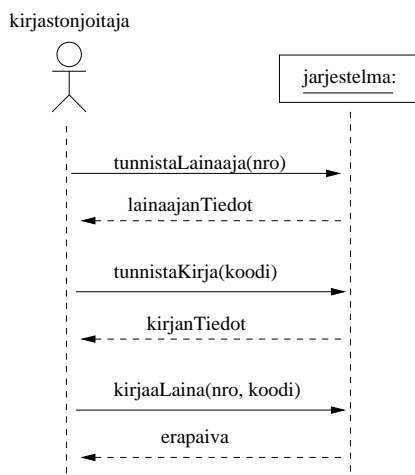 kirjastonjoitaja
jarjestelma:
tunnistaLainaaja(nro)
lainaajanTiedot
tunnistaKirja(koodi)
kirjanTiedot
kirjaaLaina(nro, koodi)
erapaiva